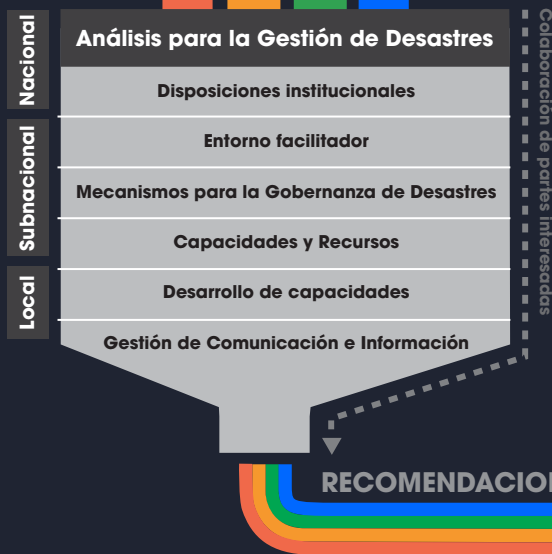 Nacional
Subnacional
Local
Análisis para la Gestión de Desastres
Disposiciones institucionales
Entorno facilitador
Mecanismos para la Gobernanza de Desastres
Capacidades y Recursos
Desarrollo de capacidades
Gestión de Comunicación e Información
Colaboración de partes interesadas
RECOMENDACION